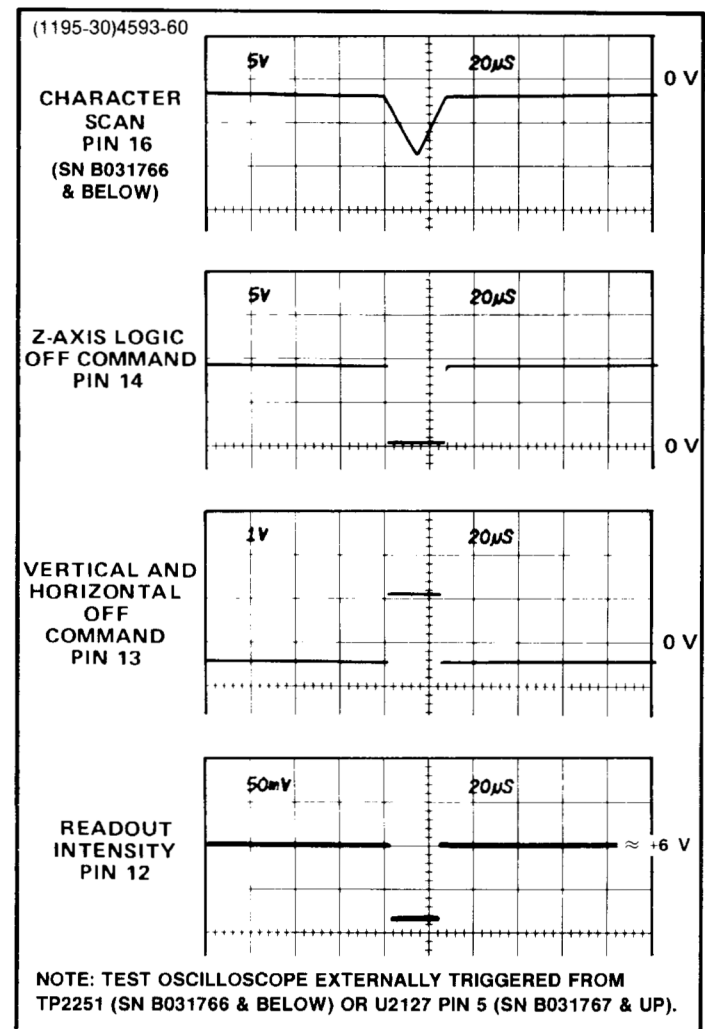 (1195-30)4593-60
5V 20µS
0 V
CHARACTER
SCAN
PIN 16
(SN B031766
& BELOW)
5V 20µS
Z-AXIS LOGIC
OFF COMMAND
PIN 14
0 V
1V 20µS
VERTICAL AND
HORIZONTAL
OFF
COMMAND
PIN 13
0 V
50mV 20µS
READOUT
INTENSITY
PIN 12
≈ +6 V
NOTE: TEST OSCILLOSCOPE EXTERNALLY TRIGGERED FROM
TP2251 (SN B031766 & BELOW) OR U2127 PIN 5 (SN B031767 & UP).